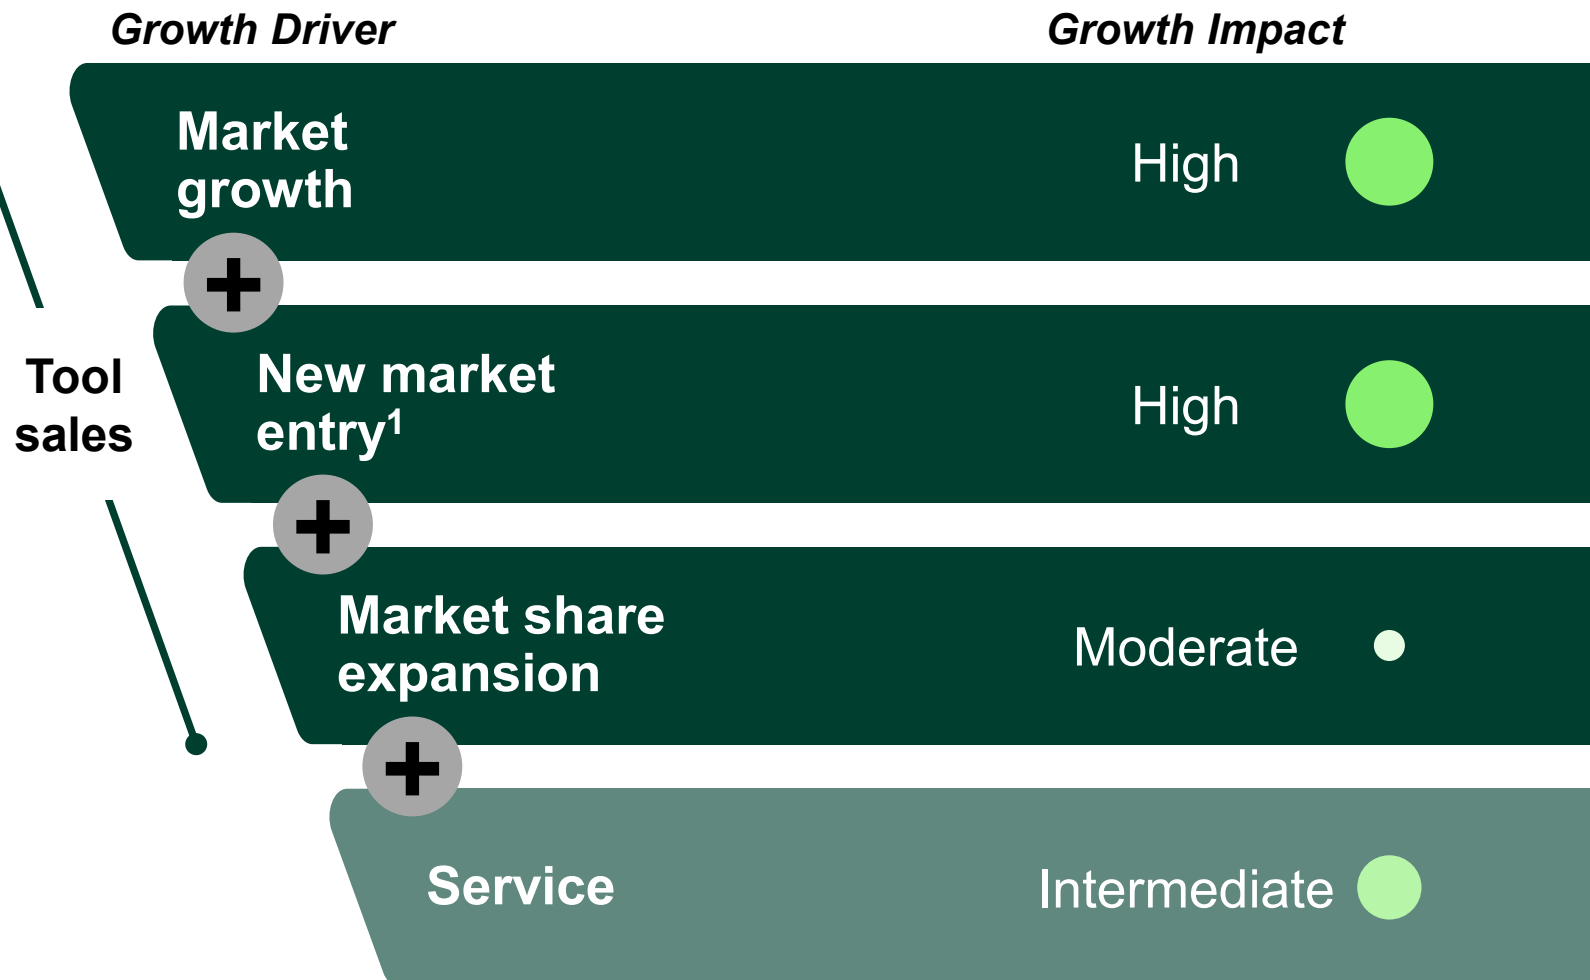 Growth Driver
Growth Impact
Market
growth
High
+
Tool
sales
New market
entry¹
High
+
Market share
expansion
Moderate
+
Service
Intermediate